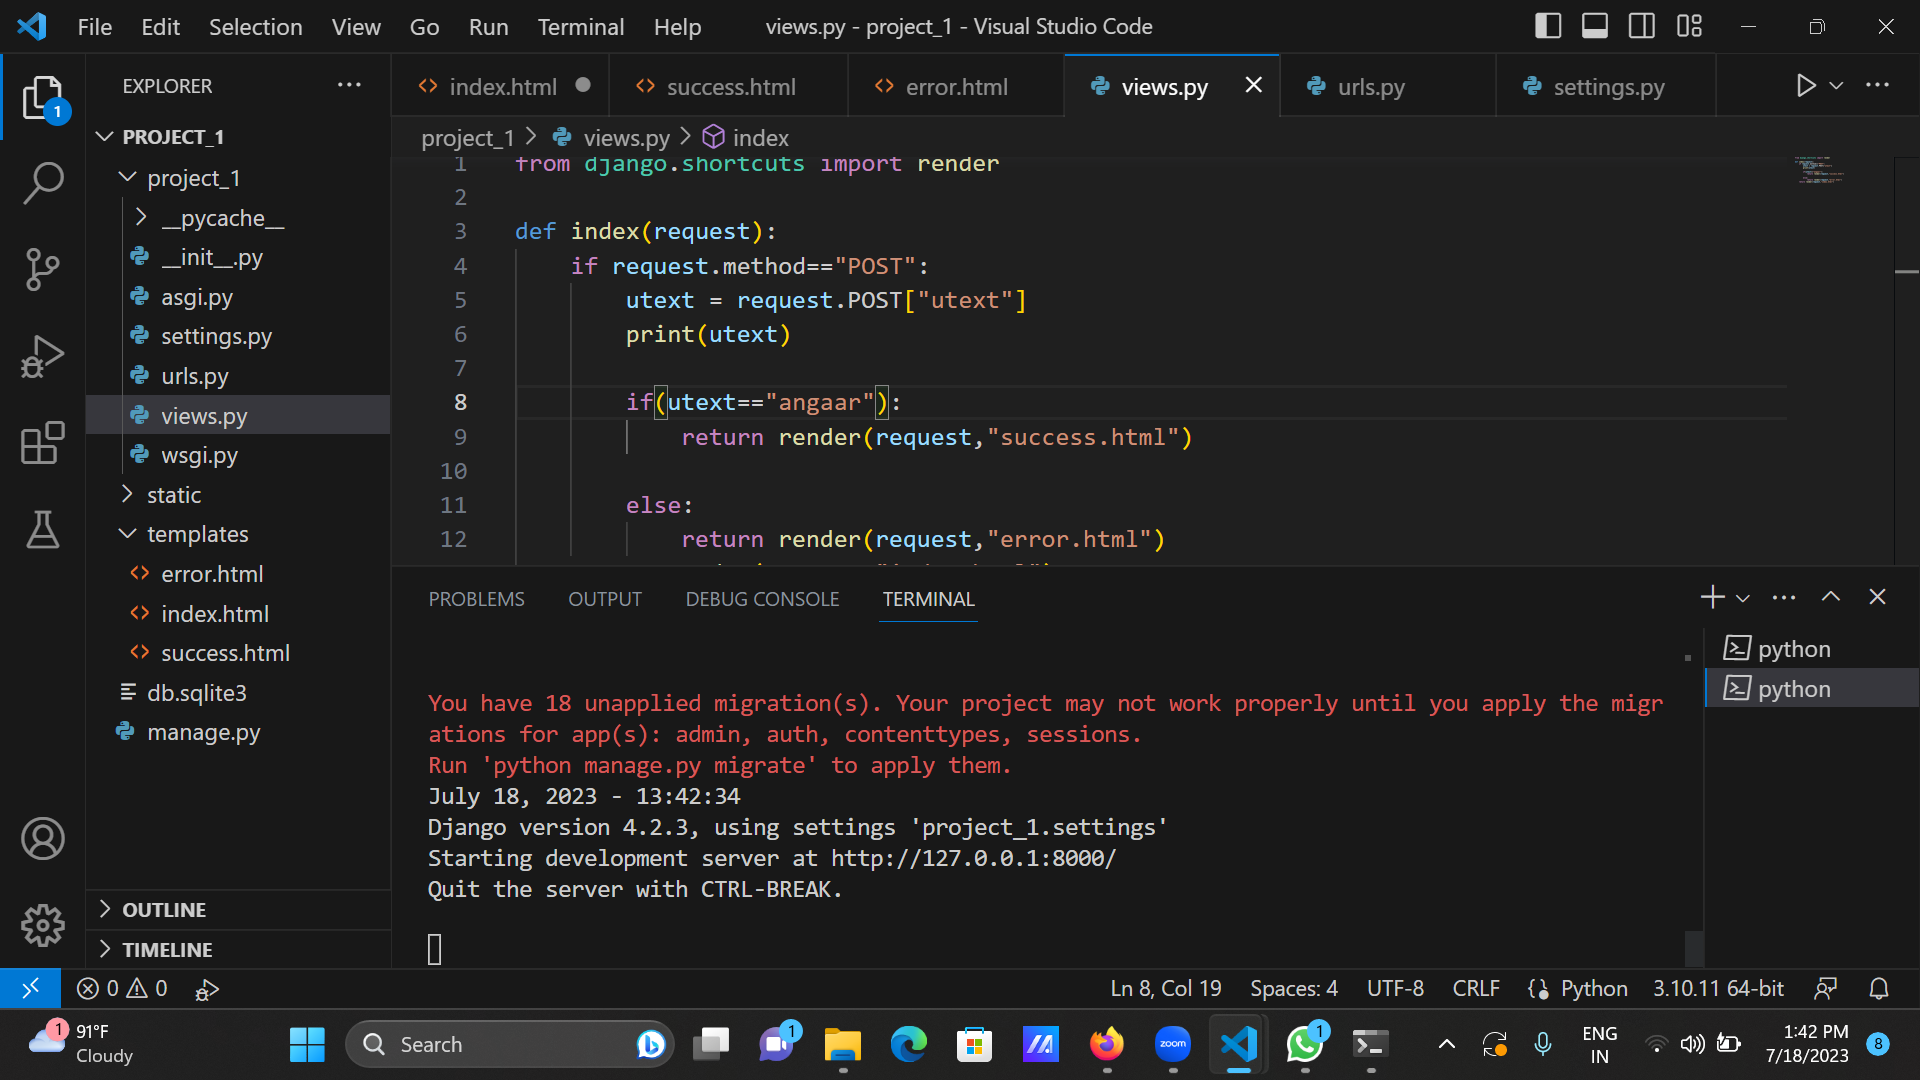 File Edit Selection View Go Run Terminal Help views.py - project_1 - Visual Studio Code
EXPLORER
index.html success.html error.html views.py urls.py settings.py
1
PROJECT_1
project_1
__pycache__
__init__.py
asgi.py
settings.py
urls.py
views.py
wsgi.py
static
templates
error.html
index.html
success.html
db.sqlite3
manage.py
OUTLINE
TIMELINE
project_1 > views.py > index
1 from django.shortcuts import render
2
3 def index(request):
4 if request.method=="POST":
5 utext = request.POST["utext"]
6 print(utext)
7
8 if(utext=="angaar"):
9 return render(request,"success.html")
10
11 else:
12 return render(request,"error.html")
PROBLEMS OUTPUT DEBUG CONSOLE TERMINAL
python
python
You have 18 unapplied migration(s). Your project may not work properly until you apply the migr
ations for app(s): admin, auth, contenttypes, sessions.
Run 'python manage.py migrate' to apply them.
July 18, 2023 - 13:42:34
Django version 4.2.3, using settings 'project_1.settings'
Starting development server at http://127.0.0.1:8000/
Quit the server with CTRL-BREAK.
0 0 Ln 8, Col 19 Spaces: 4 UTF-8 CRLF Python 3.10.11 64-bit
1 91°F
Cloudy
Search
1
zoom
1
ENG
IN
1:42 PM
7/18/2023
8